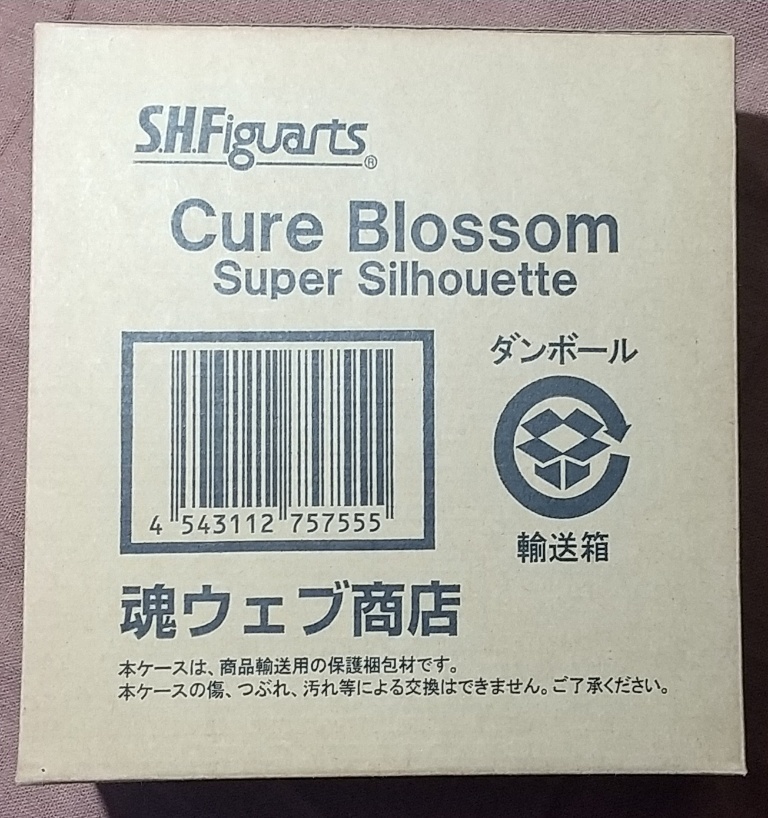 S.H.Figuarts®
Cure Blossom
Super Silhouette
ダンボール
4 543112 757555
輸送箱
魂ウェブ商店
本ケースは、商品輸送用の保護梱包材です。
本ケースの傷、つぶれ、汚れ等による交換はできません。ご了承ください。